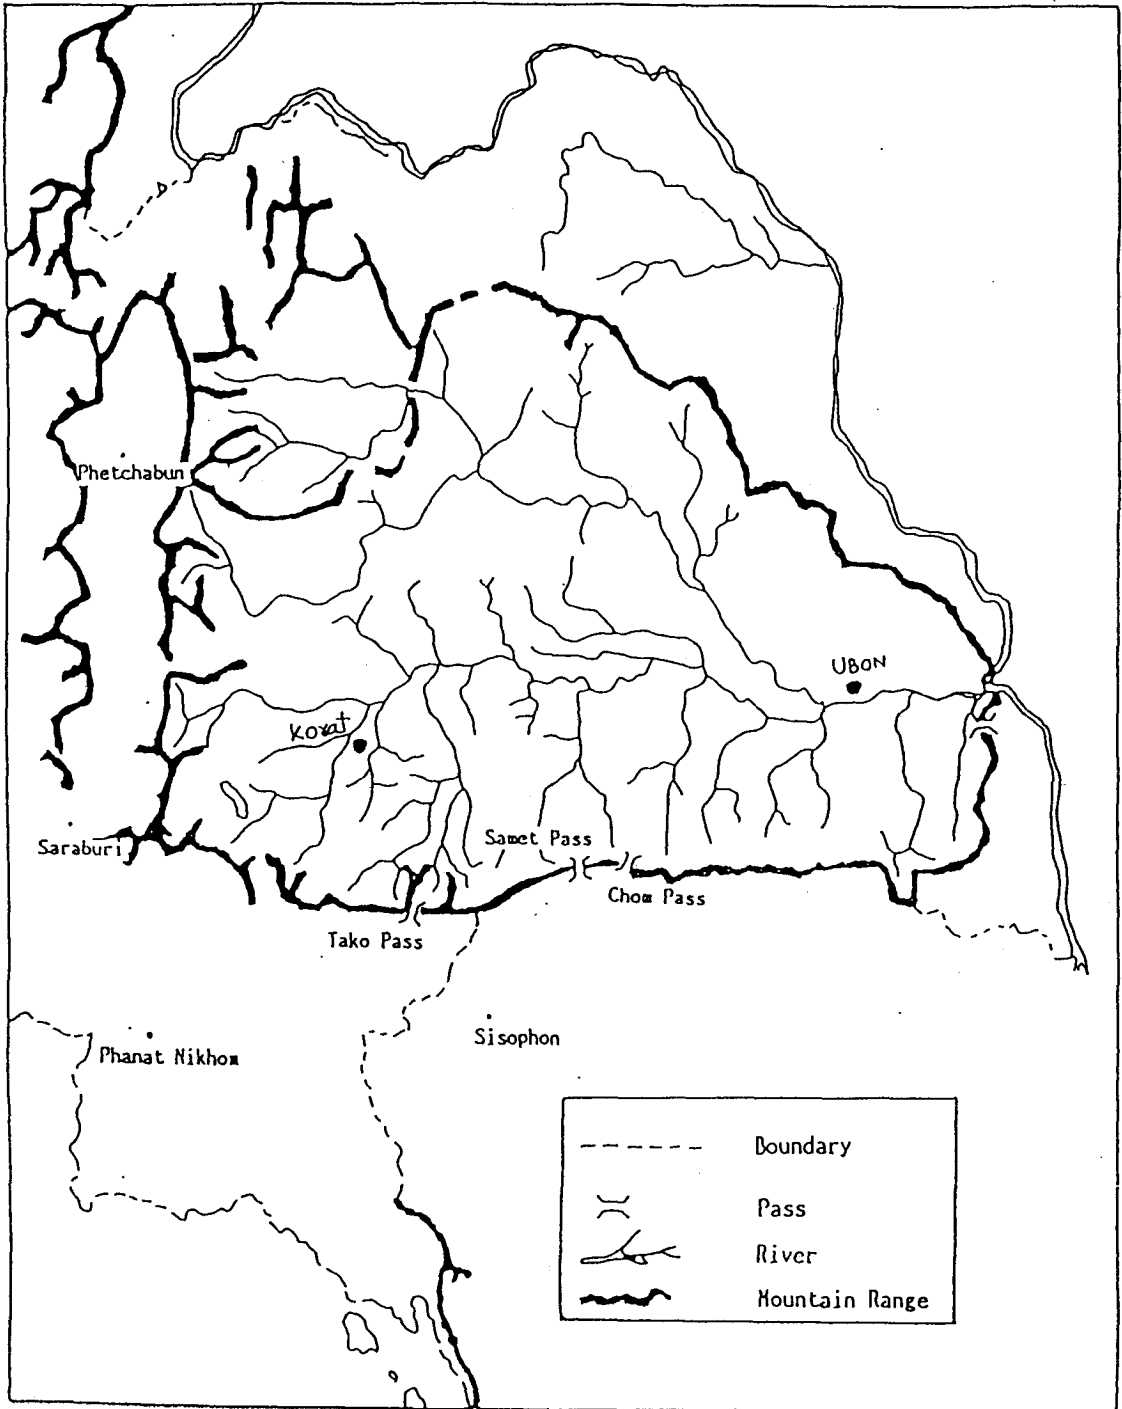 Phetchabun
UBON
Korat
Saraburi
Samet Pass
Chom Pass
Tako Pass
Sisophon
Phanat Nikhom
Boundary
Pass
River
Mountain Range